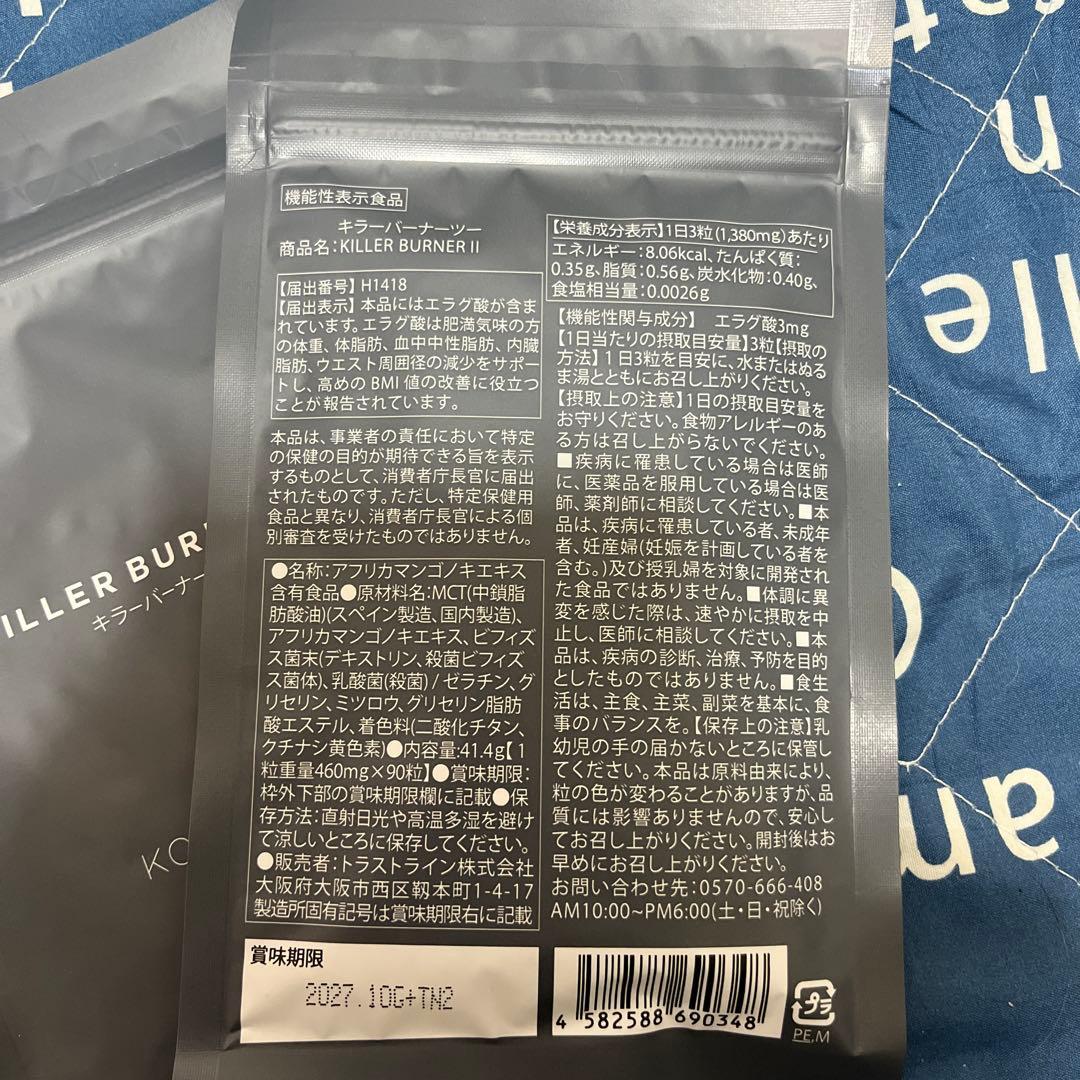 機能性表示食品
キラーバーナーツー
商品名:KILLER BURNER II
【届出番号】H1418
【届出表示】本品にはエラグ酸が含ま
れています。エラグ酸は肥満気味の方
の体重、体脂肪、血中中性脂肪、内臓
脂肪、ウエスト周囲径の減少をサポー
トし、高めのBMI値の改善に役立つ
ことが報告されています。
本品は、事業者の責任において特定
の保健の目的が期待できる旨を表示
するものとして、消費者庁長官に届出
されたものです。ただし、特定保健用
食品と異なり、消費者庁長官による個
別審査を受けたものではありません。
●名称:アフリカマンゴノキエキス
含有食品●原材料名:MCT(中鎖脂
肪酸油)(スペイン製造、国内製造)、
アフリカマンゴノキエキス、ビフィズ
ス菌末(デキストリン、殺菌ビフィズ
ス菌体)、乳酸菌(殺菌) / ゼラチン、グ
リセリン、ミツロウ、グリセリン脂肪
酸エステル、着色料(二酸化チタン、
クチナシ黄色素)●内容量:41.4g【1
粒重量460mg×90粒】●賞味期限:
枠外下部の賞味期限欄に記載●保
存方法:直射日光や高温多湿を避け
て涼しいところに保存してください。
●販売者:トラストライン株式会社
大阪府大阪市西区靱本町1-4-17
製造所固有記号は賞味期限右に記載
【栄養成分表示】1日3粒(1,380mg)あたり
エネルギー:8.06kcal、たんぱく質:
0.35g、脂質:0.56g、炭水化物:0.40g、
食塩相当量:0.0026g
【機能性関与成分】 エラグ酸3mg
【1日当たりの摂取目安量】3粒【摂取の
方法】1日3粒を目安に、水またはぬる
ま湯とともにお召し上がりください。
【摂取上の注意】1日の摂取目安量を
お守りください。食物アレルギーのあ
る方は召し上がらないでください。
■疾病に罹患している場合は医師
に、医薬品を服用している場合は医
師、薬剤師に相談してください。■本
品は、疾病に罹患している者、未成年
者、妊産婦(妊娠を計画している者を
含む。)及び授乳婦を対象に開発され
た食品ではありません。■体調に異
変を感じた際は、速やかに摂取を中
止し、医師に相談してください。■本
品は、疾病の診断、治療、予防を目的
としたものではありません。■食生
活は、主食、主菜、副菜を基本に、食
事のバランスを。【保存上の注意】乳
幼児の手の届かないところに保管し
てください。本品は原料由来により、
粒の色が変わることがありますが、品
質には影響ありませんので、安心し
てお召し上がりください。開封後はお
早めにお召し上がりください。
お問い合わせ先:0570-666-408
AM10:00~PM6:00(土・日・祝除く)
賞味期限
2027.10G+TN2
4 582588 690348
プラ
PE,M
ILLER BUR
キラーバーナー
KO
lle
am